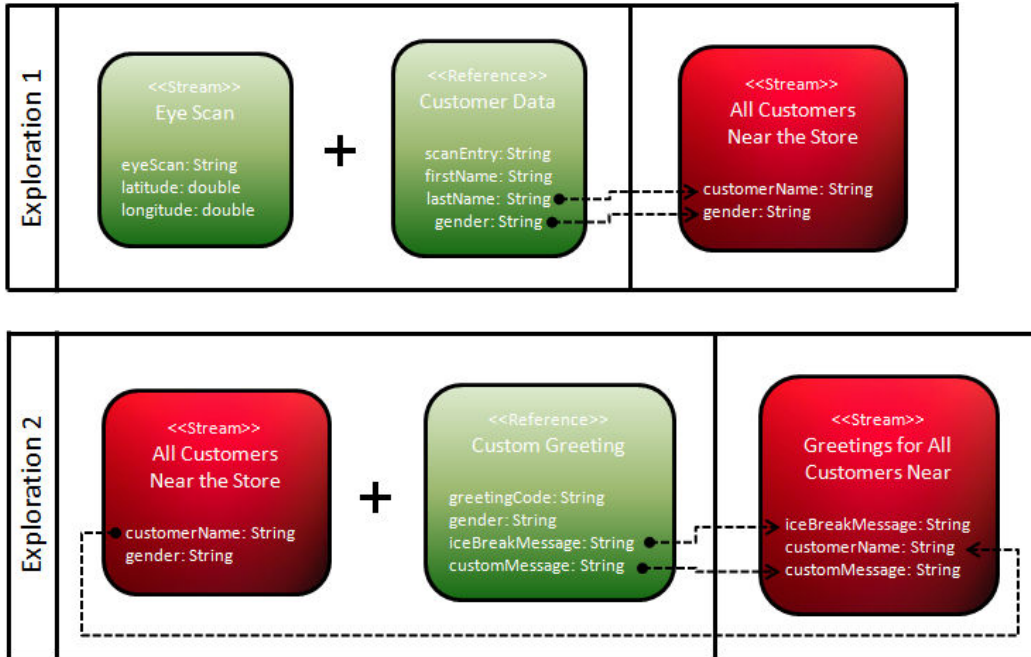 Exploration 1
<<Stream>>
Eye Scan
eyeScan: String
latitude: double
longitude: double
+
<<Reference>>
Customer Data
scanEntry: String
firstName: String
lastName: String
gender: String
<<Stream>>
All Customers
Near the Store
customerName: String
gender: String
Exploration 2
<<Stream>>
All Customers
Near the Store
customerName: String
gender: String
+
<<Reference>>
Custom Greeting
greetingCode: String
gender: String
iceBreakMessage: String
customMessage: String
<<Stream>>
Greetings for All
Customers Near
iceBreakMessage: String
customerName: String
customMessage: String